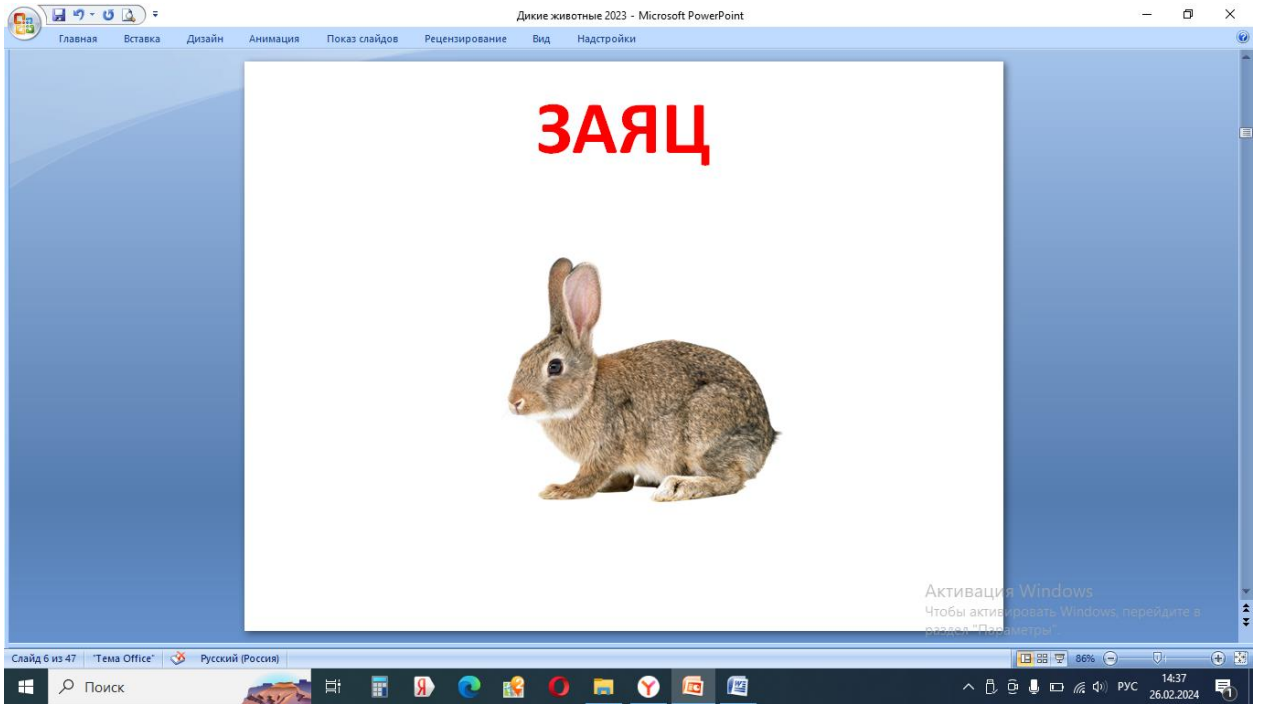 Дикие животные 2023 - Microsoft PowerPoint
Главная Вставка Дизайн Анимация Показ слайдов Рецензирование Вид Надстройки
ЗАЯЦ
Активация Windows
Чтобы активировать Windows, перейдите в
раздел "Параметры".
Слайд 6 из 47 "Тема Office" Русский (Россия) 86%
Поиск РУС 14:37
26.02.2024